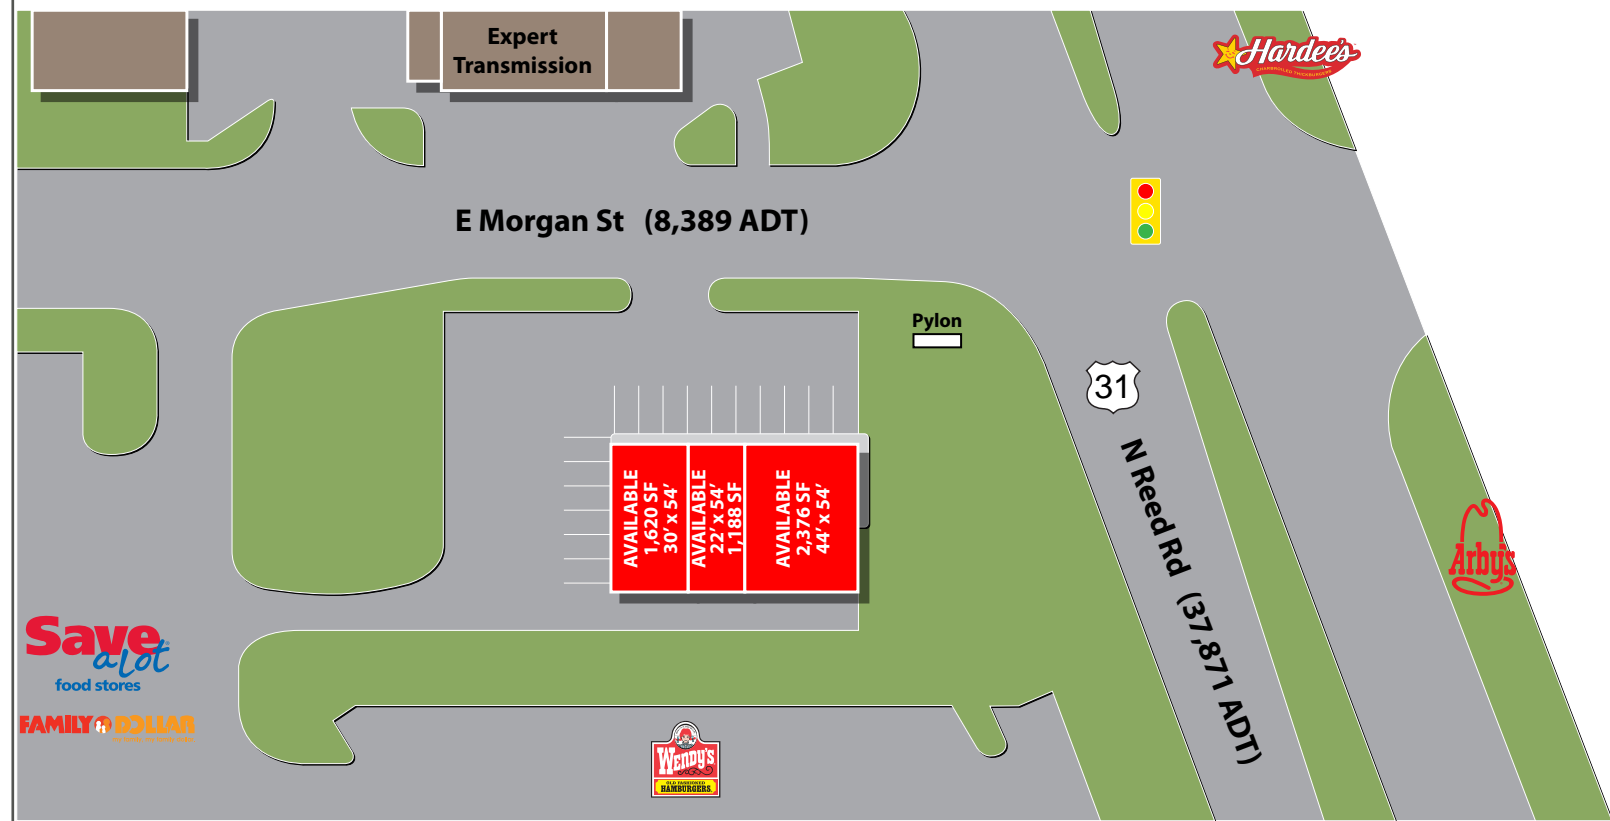 Expert
Transmission
Hardee's
CHARBROILED THICKBURGERS
E Morgan St (8,389 ADT)
Pylon
31
AVAILABLE
1,620 SF
30' x 54'
AVAILABLE
22' x 54'
1,188 SF
AVAILABLE
2,376 SF
44' x 54'
N Reed Rd (37,871 ADT)
Arby's
Save
a lot
food stores
FAMILY DOLLAR
WENDY'S
OLD FASHIONED
HAMBURGERS